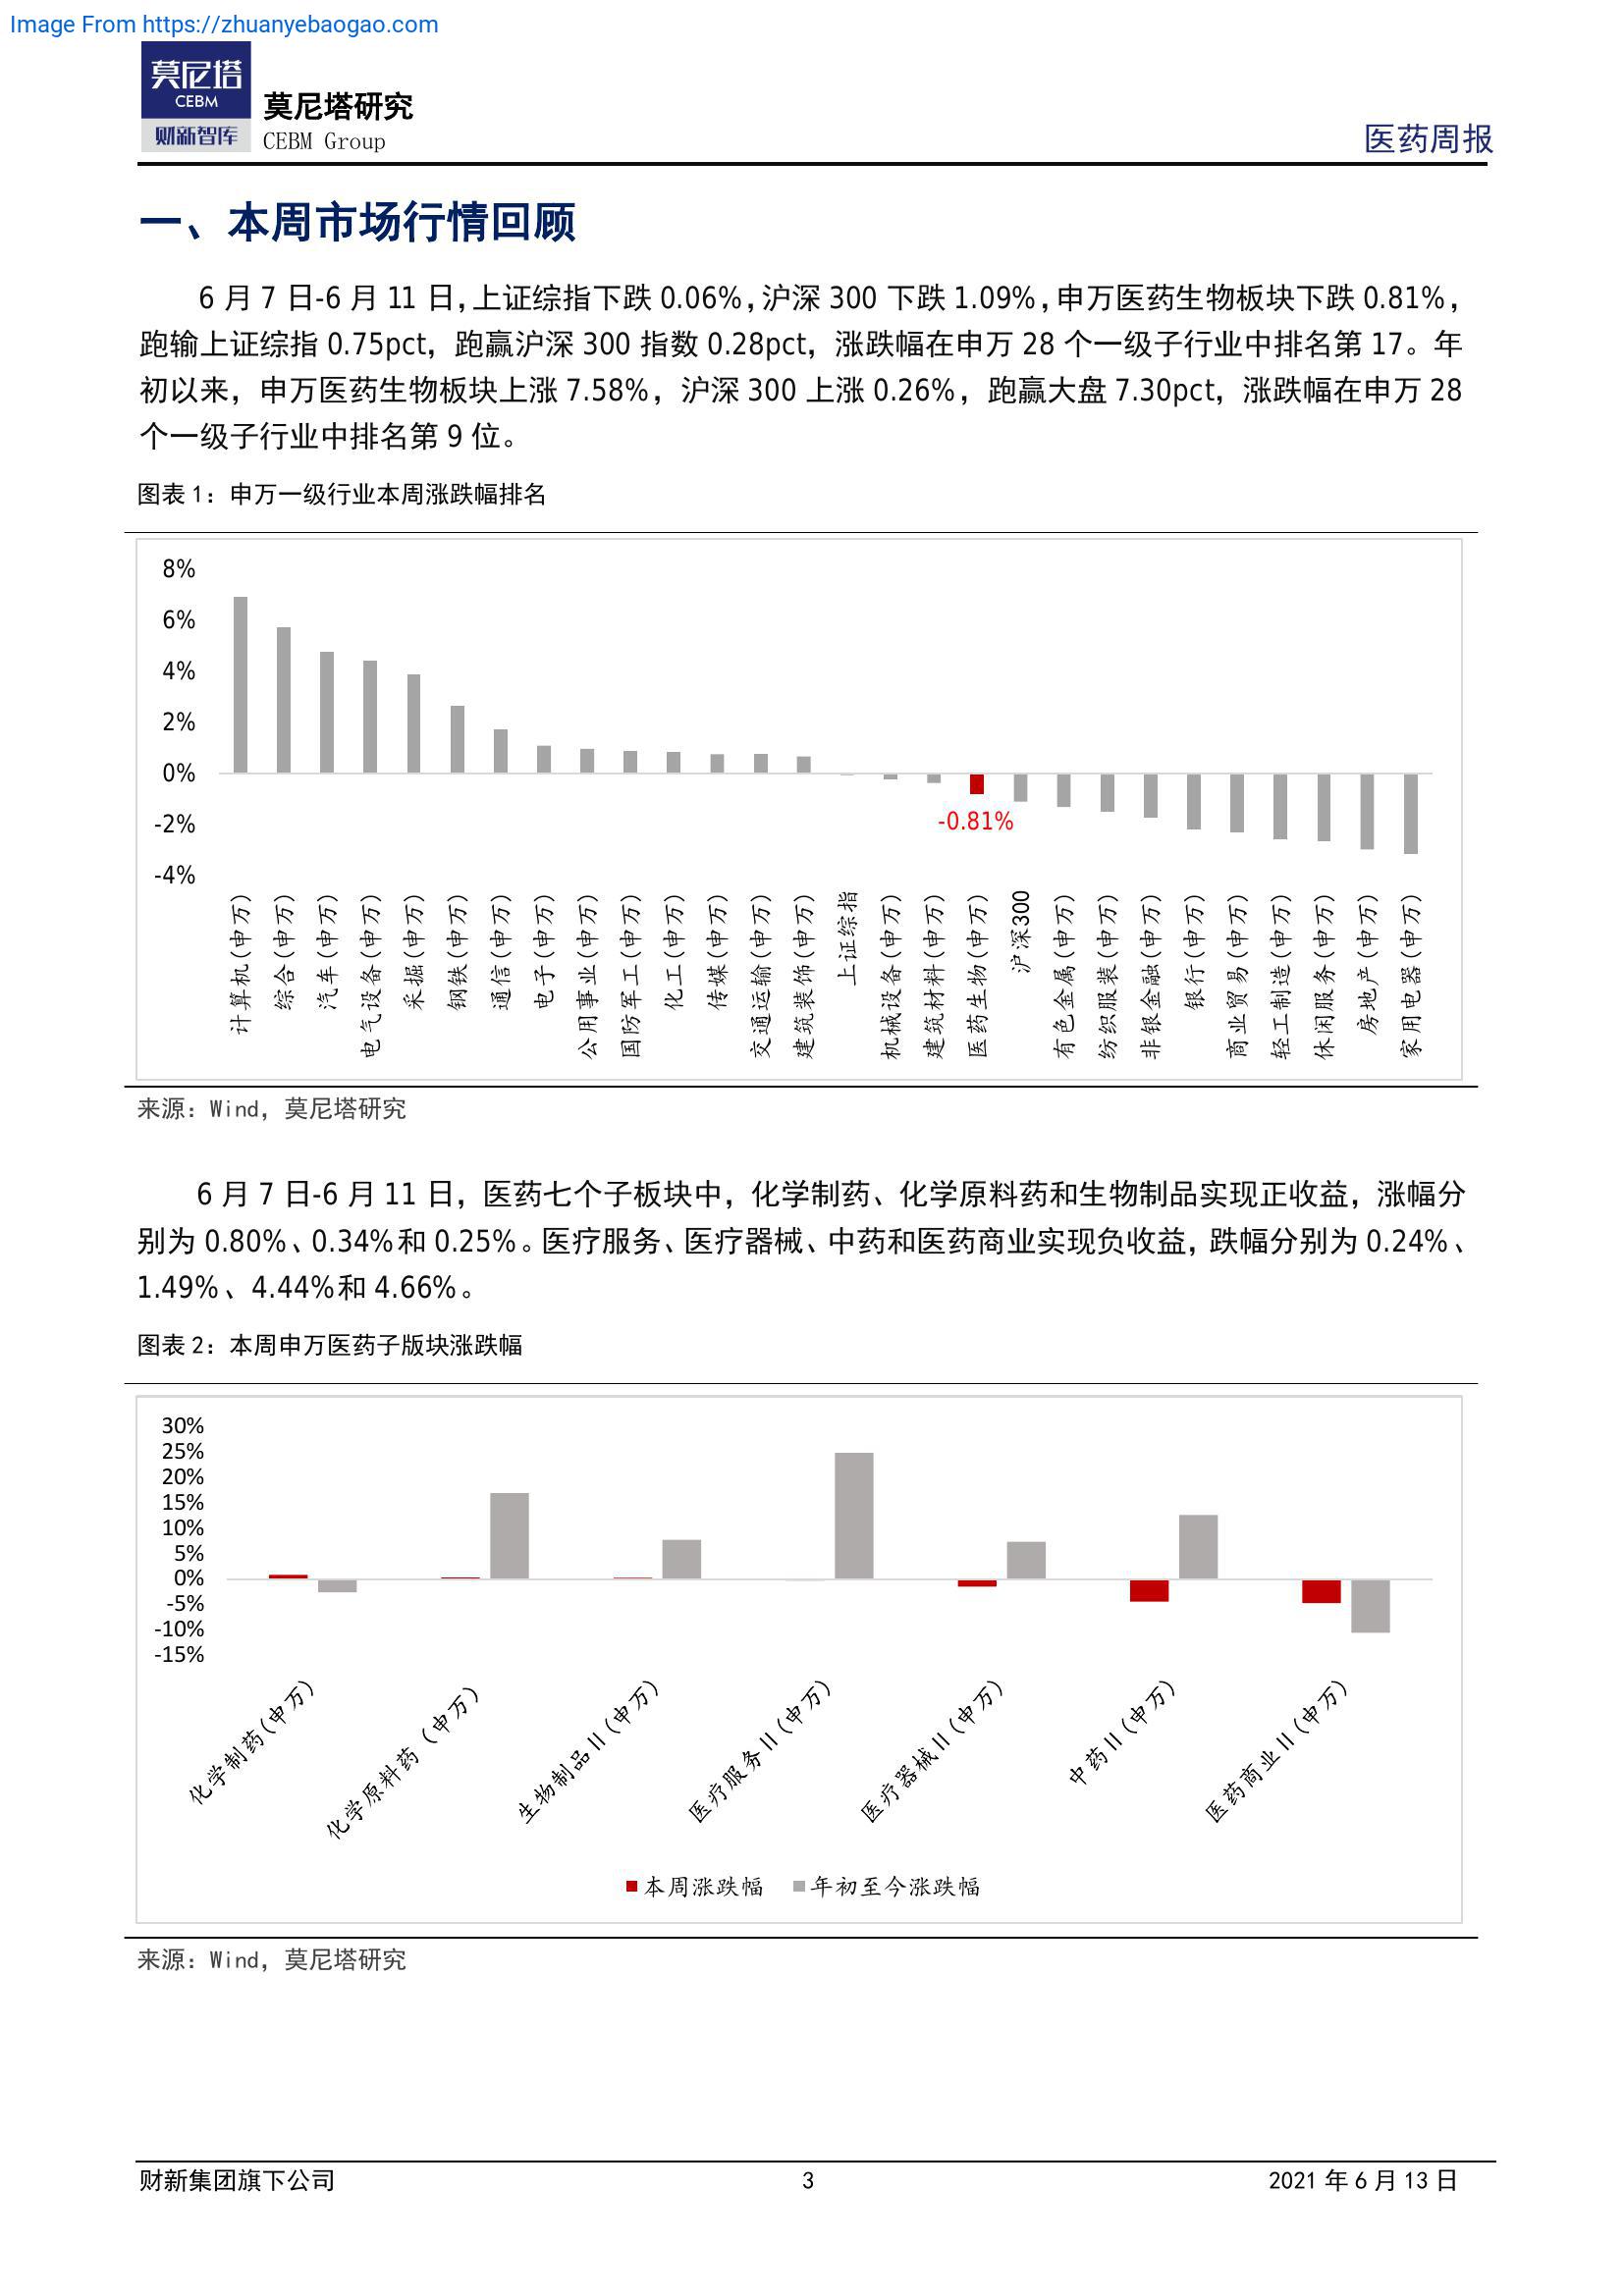 Image From https://zhuanyebaogao.com
莫尼塔
CEBM
财新智库
莫尼塔研究
CEBM Group
医药周报
一、本周市场行情回顾
6 月 7 日-6 月 11 日，上证综指下跌 0.06%，沪深 300 下跌 1.09%，申万医药生物板块下跌 0.81%，
跑输上证综指 0.75pct，跑赢沪深 300 指数 0.28pct，涨跌幅在申万 28 个一级子行业中排名第 17。年
初以来，申万医药生物板块上涨 7.58%，沪深 300 上涨 0.26%，跑赢大盘 7.30pct，涨跌幅在申万 28
个一级子行业中排名第 9 位。
图表 1：申万一级行业本周涨跌幅排名
8%
6%
4%
2%
0%
-2%
-4%
-0.81%
计算机(申万)
综合(申万)
汽车(申万)
电气设备(申万)
采掘(申万)
钢铁(申万)
通信(申万)
电子(申万)
公用事业(申万)
国防军工(申万)
化工(申万)
传媒(申万)
交通运输(申万)
建筑装饰(申万)
上证综指
机械设备(申万)
建筑材料(申万)
医药生物(申万)
沪深300
有色金属(申万)
纺织服装(申万)
非银金融(申万)
银行(申万)
商业贸易(申万)
轻工制造(申万)
休闲服务(申万)
房地产(申万)
家用电器(申万)
来源：Wind，莫尼塔研究
6 月 7 日-6 月 11 日，医药七个子板块中，化学制药、化学原料药和生物制品实现正收益，涨幅分
别为 0.80%、0.34%和 0.25%。医疗服务、医疗器械、中药和医药商业实现负收益，跌幅分别为 0.24%、
1.49%、4.44%和 4.66%。
图表 2：本周申万医药子版块涨跌幅
30%
25%
20%
15%
10%
5%
0%
-5%
-10%
-15%
化学制药(申万)
化学原料药（申万）
生物制品II(申万)
医疗服务II(申万)
医疗器械II(申万)
中药II(申万)
医药商业II(申万)
本周涨跌幅 年初至今涨跌幅
来源：Wind，莫尼塔研究
财新集团旗下公司 3 2021 年 6 月 13 日